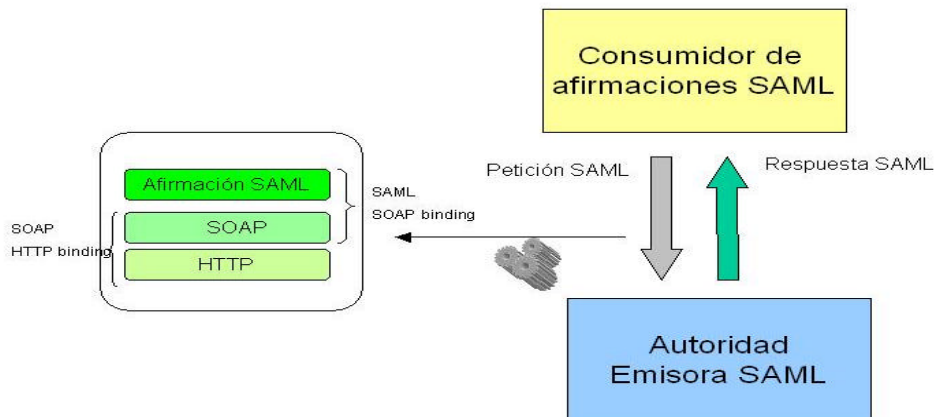 Consumidor de
afirmaciones SAML
Petición SAML
Respuesta SAML
Afirmación SAML
SOAP
HTTP
SAML
SOAP binding
SOAP
HTTP binding
Autoridad
Emisora SAML